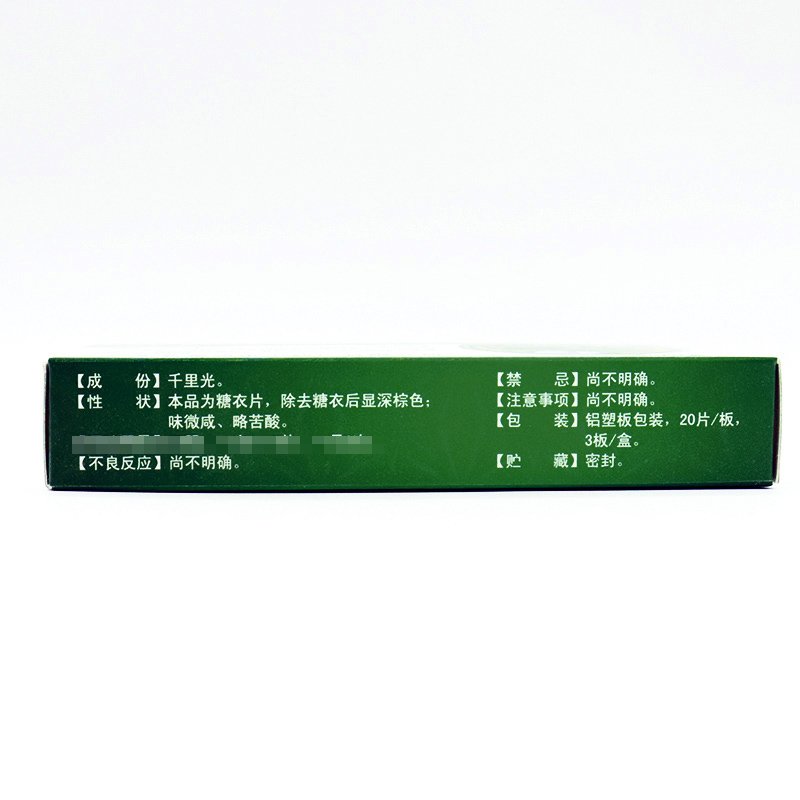 【成　份】千里光。
【性　状】本品为糖衣片，除去糖衣后显深棕色；
味微咸、略苦酸。
【不良反应】尚不明确。
【禁　忌】尚不明确。
【注意事项】尚不明确。
【包　装】铝塑板包装，20片/板，
3板/盒。
【贮　藏】密封。